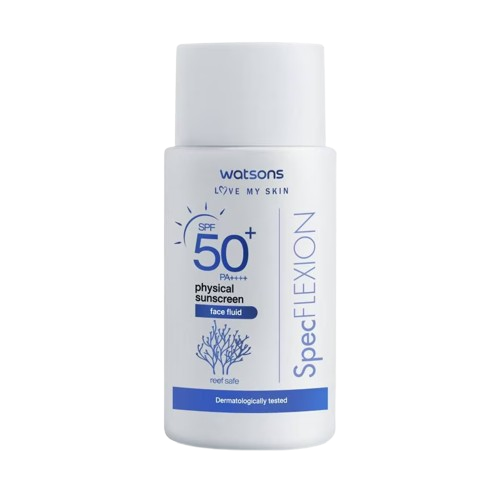 watsons
LOVE MY SKIN
SPF
50+
PA++++
physical
sunscreen
face fluid
reef safe
Dermatologically tested
SpecFLEXION